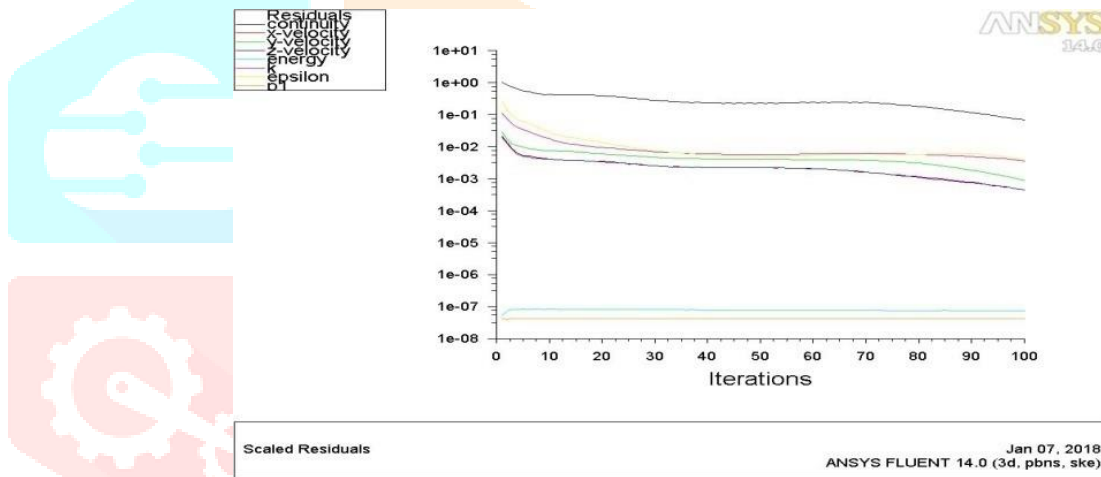 Residuals
continuity
x-velocity
y-velocity
z-velocity
energy
k
epsilon
p1
ANSYS
14.0
1e+01
1e+00
1e-01
1e-02
1e-03
1e-04
1e-05
1e-06
1e-07
1e-08
0 10 20 30 40 50 60 70 80 90 100
Iterations
Scaled Residuals
Jan 07, 2018
ANSYS FLUENT 14.0 (3d, pbns, ske)